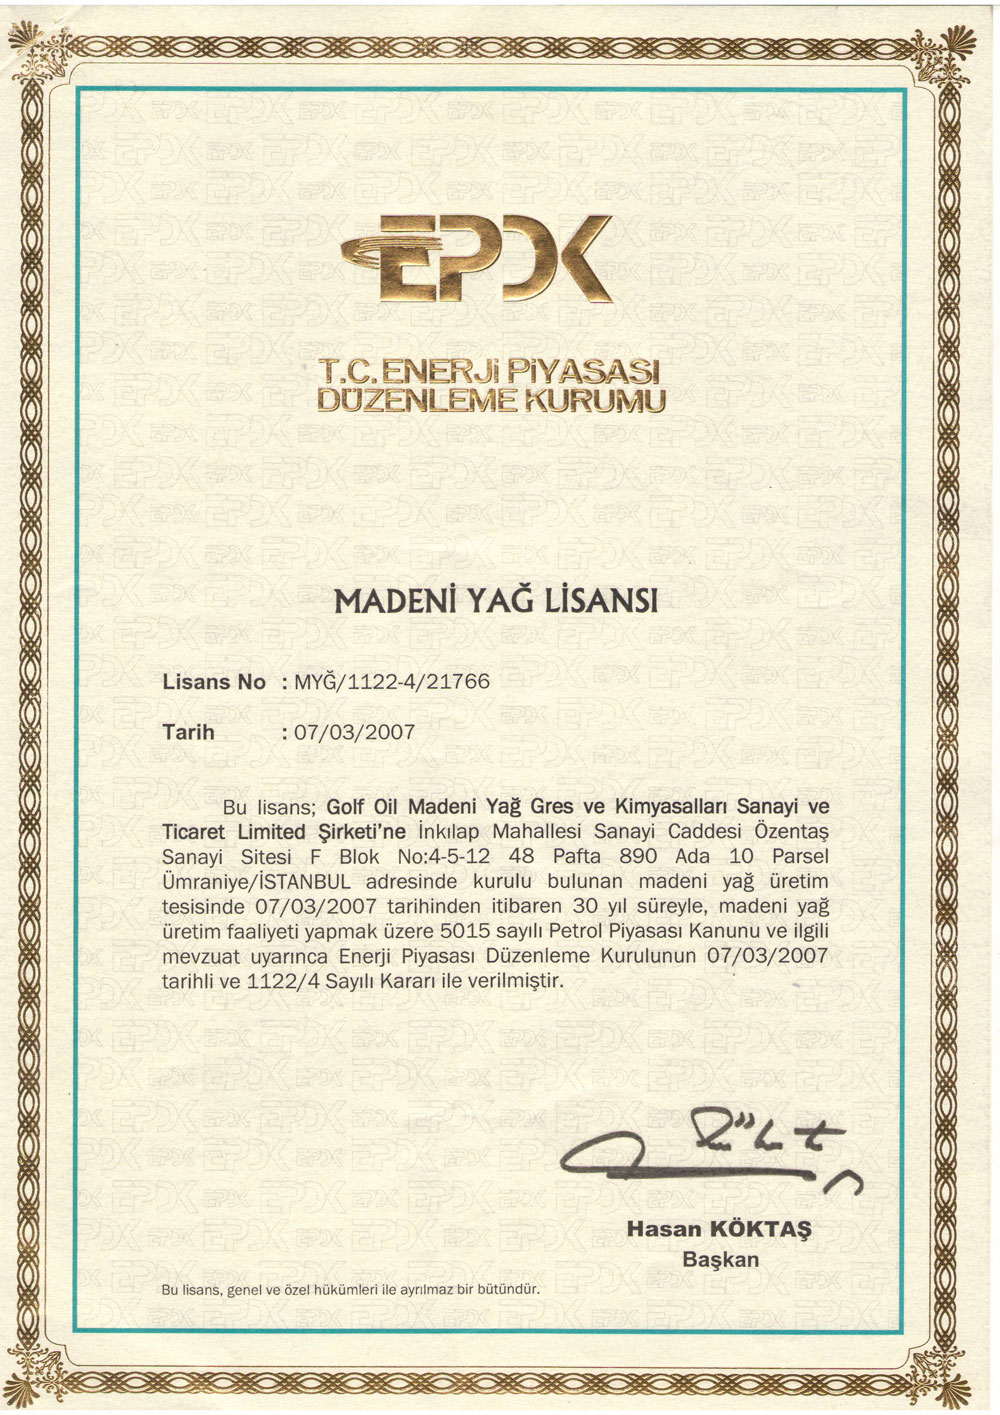 EPDK
T.C. ENERJİ PİYASASI
DÜZENLEME KURUMU
MADENİ YAĞ LİSANSI
Lisans No : MYĞ/1122-4/21766
Tarih : 07/03/2007
Bu lisans; Golf Oil Madeni Yağ Gres ve Kimyasalları Sanayi ve
Ticaret Limited Şirketi'ne İnkılap Mahallesi Sanayi Caddesi Özentaş
Sanayi Sitesi F Blok No:4-5-12 48 Pafta 890 Ada 10 Parsel
Ümraniye/İSTANBUL adresinde kurulu bulunan madeni yağ üretim
tesisinde 07/03/2007 tarihinden itibaren 30 yıl süreyle, madeni yağ
üretim faaliyeti yapmak üzere 5015 sayılı Petrol Piyasası Kanunu ve ilgili
mevzuat uyarınca Enerji Piyasası Düzenleme Kurulunun 07/03/2007
tarihli ve 1122/4 Sayılı Kararı ile verilmiştir.
Hasan KÖKTAŞ
Başkan
Bu lisans, genel ve özel hükümleri ile ayrılmaz bir bütündür.